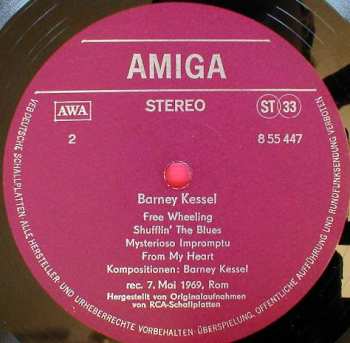 AMIGA
AWA
STEREO
ST 33
2
8 55 447
Barney Kessel
Free Wheeling
Shufflin' The Blues
Mysterioso Impromptu
From My Heart
Kompositionen: Barney Kessel
rec. 7. Mai 1969, Rom
Hergestellt von Originalaufnahmen
von RCA-Schallplatten
VEB DEUTSCHE SCHALLPLATTEN · ALLE HERSTELLER- UND URHEBERRECHTE VORBEHALTEN · ÜBERSPIELUNG, ÖFFENTLICHE AUFFÜHRUNG UND RUNDFUNKSENDUNG VERBOTEN